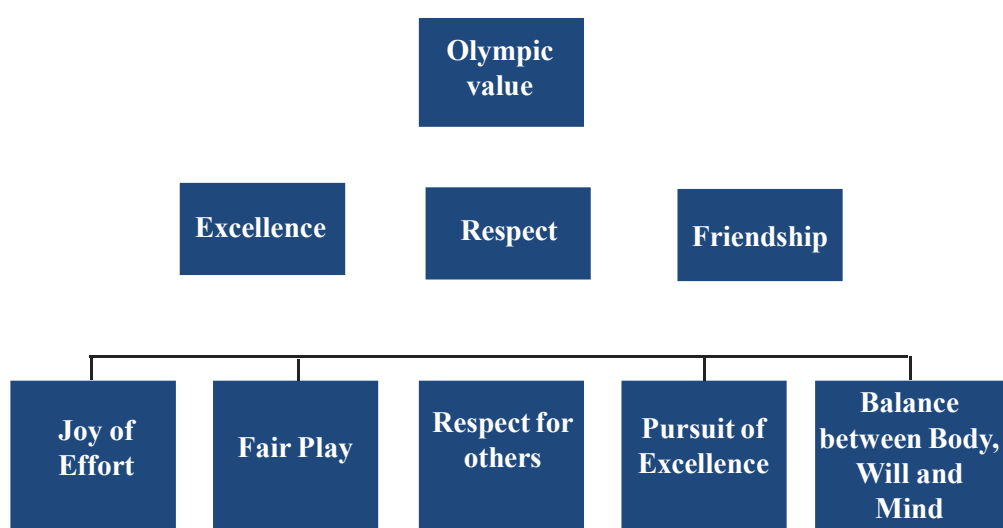 Olympic
value
Excellence
Respect
Friendship
Joy of
Effort
Fair Play
Respect for
others
Pursuit of
Excellence
Balance
between Body,
Will and
Mind